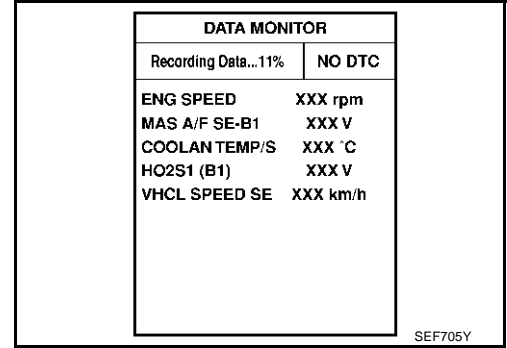 DATA MONITOR
Recording Data...11% NO DTC
ENG SPEED XXX rpm
MAS A/F SE-B1 XXX V
COOLAN TEMP/S XXX °C
HO2S1 (B1) XXX V
VHCL SPEED SE XXX km/h
SEF705Y